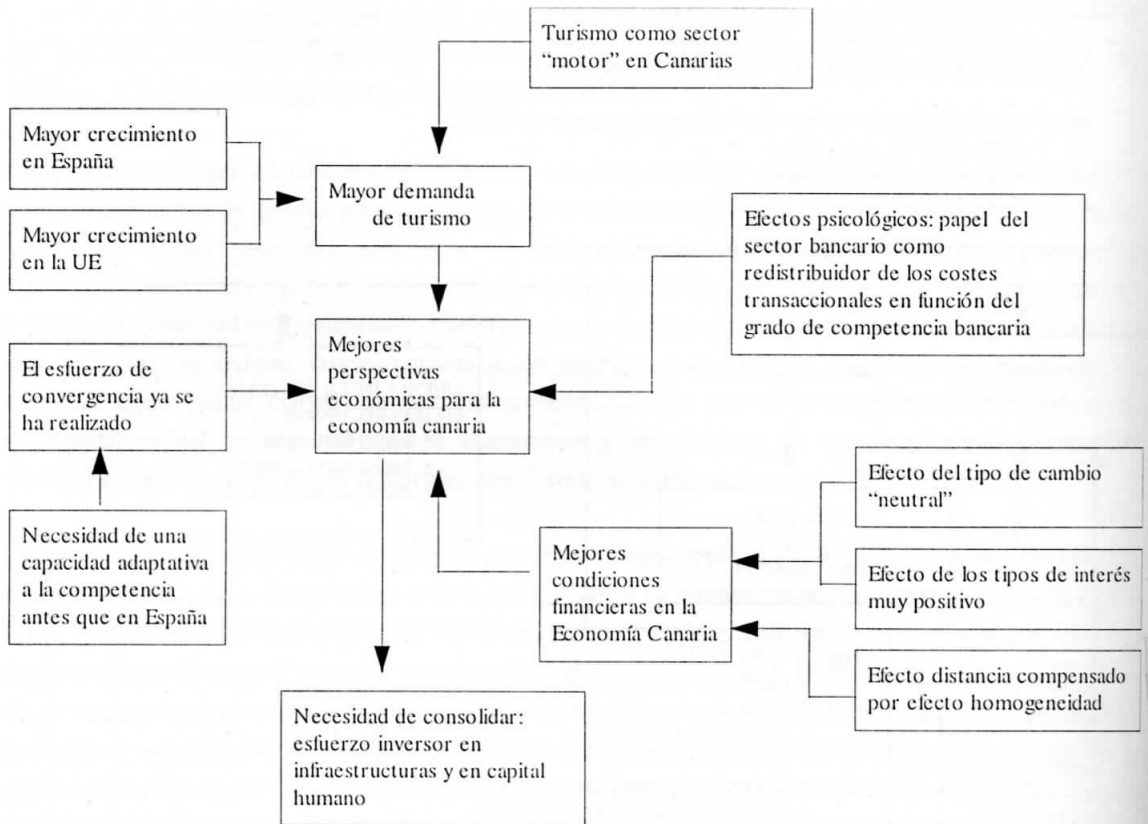 Turismo como sector
“motor” en Canarias
Mayor crecimiento
en España
Mayor demanda
de turismo
Mayor crecimiento
en la UE
Efectos psicológicos: papel del
sector bancario como
redistribuidor de los costes
transaccionales en función del
grado de competencia bancaria
El esfuerzo de
convergencia ya se
ha realizado
Mejores
perspectivas
económicas para la
economía canaria
Necesidad de una
capacidad adaptativa
a la competencia
antes que en España
Mejores
condiciones
financieras en la
Economía Canaria
Efecto del tipo de cambio
“neutral”
Efecto de los tipos de interés
muy positivo
Efecto distancia compensado
por efecto homogeneidad
Necesidad de consolidar:
esfuerzo inversor en
infraestructuras y en capital
humano